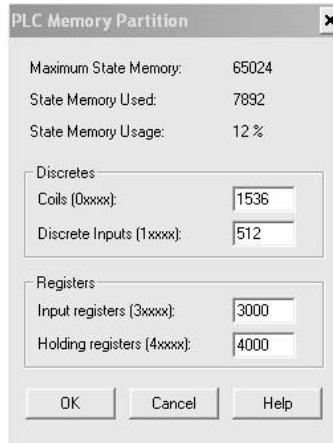 PLC Memory Partition
Maximum State Memory: 65024
State Memory Used: 7892
State Memory Usage: 12 %
Discretes
Coils (0xxxx): 1536
Discrete Inputs (1xxxx): 512
Registers
Input registers (3xxxx): 3000
Holding registers (4xxxx): 4000
OK Cancel Help